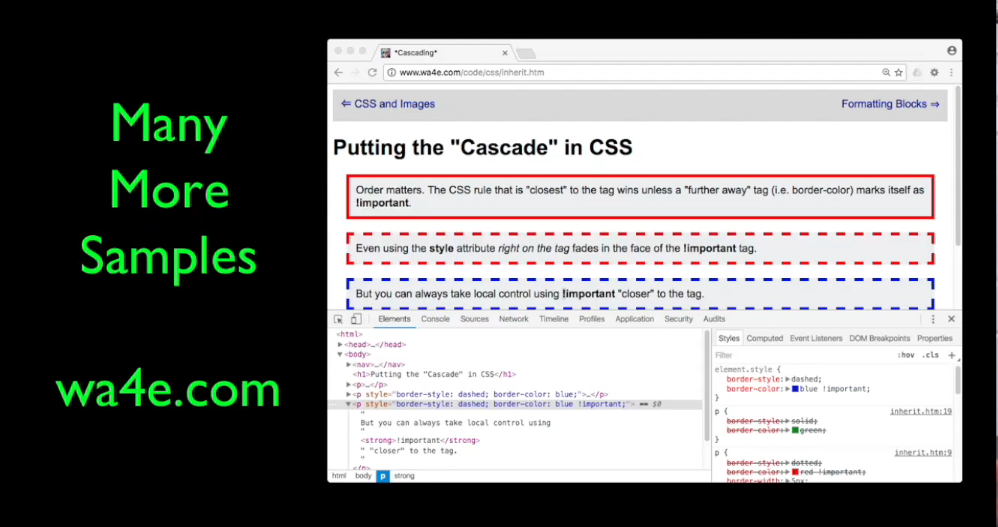 Many
More
Samples
wa4e.com
*Cascading*
www.wa4e.com/code/css/inherit.htm
⇐ CSS and Images
Formatting Blocks ⇒
Putting the "Cascade" in CSS
Order matters. The CSS rule that is "closest" to the tag wins unless a "further away" tag (i.e. border-color) marks itself as
!important.
Even using the style attribute right on the tag fades in the face of the !important tag.
But you can always take local control using !important "closer" to the tag.
Elements Console Sources Network Timeline Profiles Application Security Audits
<html>
<head>…</head>
<body>
<nav>…</nav>
<h1>Putting the "Cascade" in CSS</h1>
<p>…</p>
<p style="border-style: dashed; border-color: blue;">…</p>
<p style="border-style: dashed; border-color: blue !important;"> == $0
"
But you can always take local control using
"
<strong>!important</strong>
" "closer" to the tag.
"
</p>
html body p strong
Styles Computed Event Listeners DOM Breakpoints Properties
Filter :hov .cls +
element.style {
border-style: dashed;
border-color: blue !important;
}
p { inherit.htm:19
border-style: solid;
border-color: green;
}
p { inherit.htm:9
border-style: dotted;
border-color: red !important;
border-width: 5px;